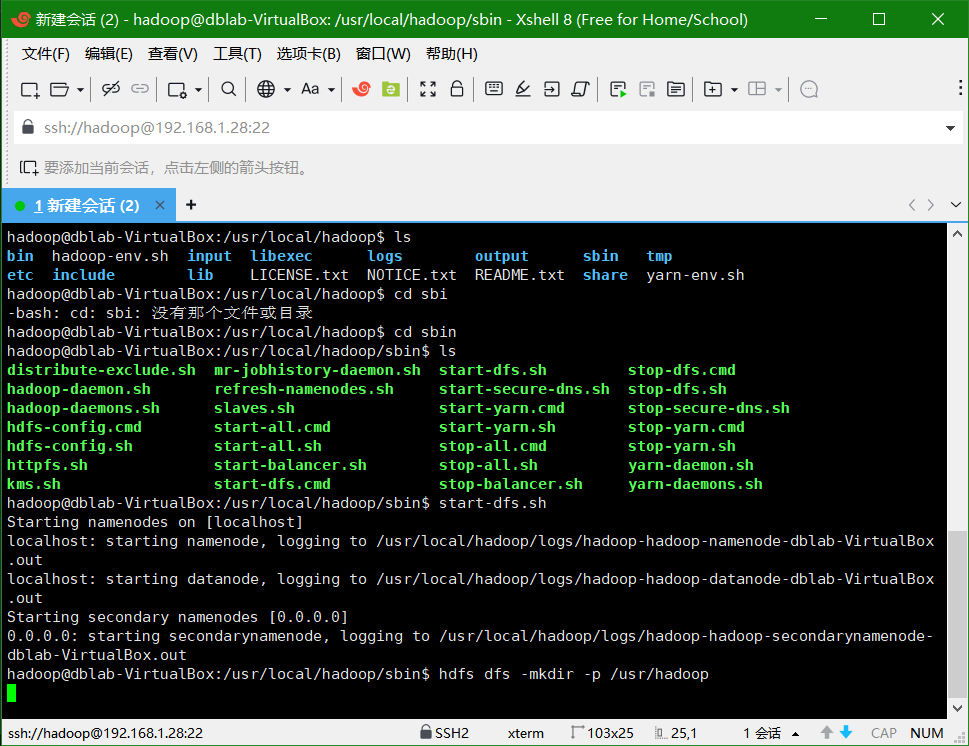 新建会话 (2) - hadoop@dblab-VirtualBox: /usr/local/hadoop/sbin - Xshell 8 (Free for Home/School)
文件(F) 编辑(E) 查看(V) 工具(T) 选项卡(B) 窗口(W) 帮助(H)
Aa
ssh://hadoop@192.168.1.28:22
要添加当前会话，点击左侧的箭头按钮。
1 新建会话 (2)
hadoop@dblab-VirtualBox:/usr/local/hadoop$ ls
bin hadoop-env.sh input libexec logs output sbin tmp
etc include lib LICENSE.txt NOTICE.txt README.txt share yarn-env.sh
hadoop@dblab-VirtualBox:/usr/local/hadoop$ cd sbi
-bash: cd: sbi: 没有那个文件或目录
hadoop@dblab-VirtualBox:/usr/local/hadoop$ cd sbin
hadoop@dblab-VirtualBox:/usr/local/hadoop/sbin$ ls
distribute-exclude.sh mr-jobhistory-daemon.sh start-dfs.sh stop-dfs.cmd
hadoop-daemon.sh refresh-namenodes.sh start-secure-dns.sh stop-dfs.sh
hadoop-daemons.sh slaves.sh start-yarn.cmd stop-secure-dns.sh
hdfs-config.cmd start-all.cmd start-yarn.sh stop-yarn.cmd
hdfs-config.sh start-all.sh stop-all.cmd stop-yarn.sh
httpfs.sh start-balancer.sh stop-all.sh yarn-daemon.sh
kms.sh start-dfs.cmd stop-balancer.sh yarn-daemons.sh
hadoop@dblab-VirtualBox:/usr/local/hadoop/sbin$ start-dfs.sh
Starting namenodes on [localhost]
localhost: starting namenode, logging to /usr/local/hadoop/logs/hadoop-hadoop-namenode-dblab-VirtualBox
.out
localhost: starting datanode, logging to /usr/local/hadoop/logs/hadoop-hadoop-datanode-dblab-VirtualBox
.out
Starting secondary namenodes [0.0.0.0]
0.0.0.0: starting secondarynamenode, logging to /usr/local/hadoop/logs/hadoop-hadoop-secondarynamenode-
dblab-VirtualBox.out
hadoop@dblab-VirtualBox:/usr/local/hadoop/sbin$ hdfs dfs -mkdir -p /usr/hadoop
ssh://hadoop@192.168.1.28:22 SSH2 xterm 103x25 25,1 1 会话 CAP NUM